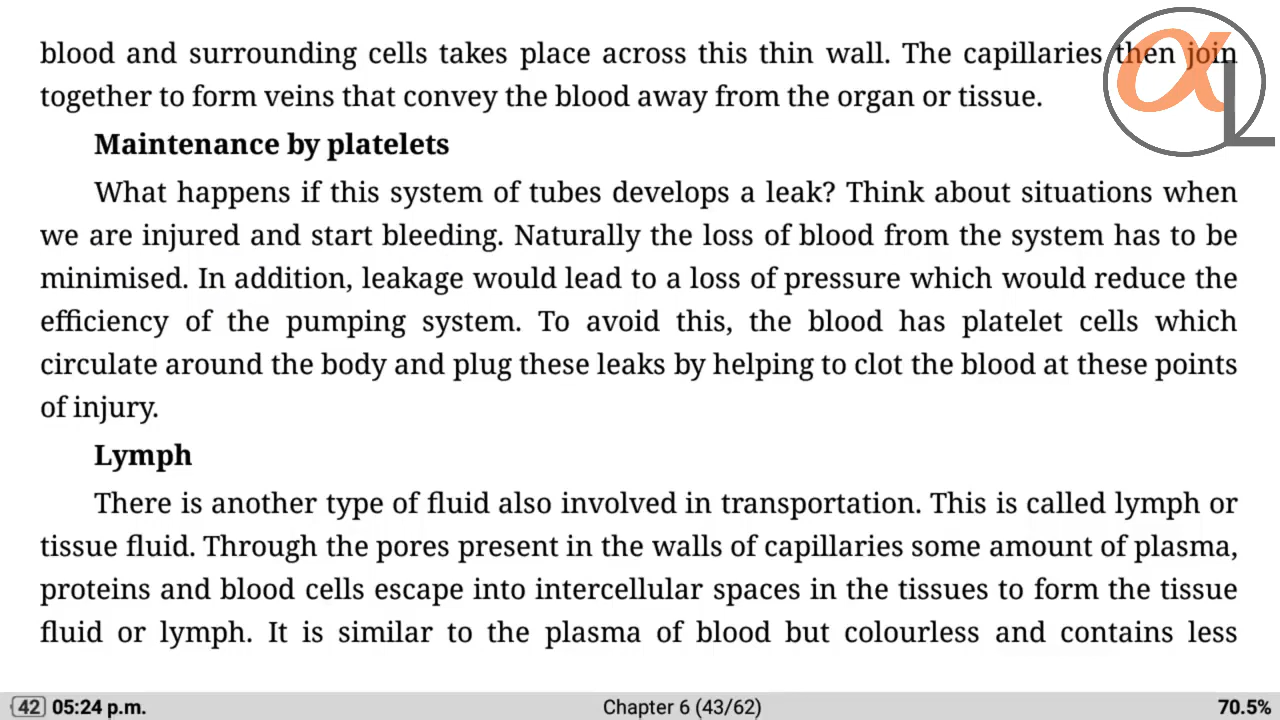 blood and surrounding cells takes place across this thin wall. The capillaries then join
together to form veins that convey the blood away from the organ or tissue.
Maintenance by platelets
What happens if this system of tubes develops a leak? Think about situations when
we are injured and start bleeding. Naturally the loss of blood from the system has to be
minimised. In addition, leakage would lead to a loss of pressure which would reduce the
efficiency of the pumping system. To avoid this, the blood has platelet cells which
circulate around the body and plug these leaks by helping to clot the blood at these points
of injury.
Lymph
There is another type of fluid also involved in transportation. This is called lymph or
tissue fluid. Through the pores present in the walls of capillaries some amount of plasma,
proteins and blood cells escape into intercellular spaces in the tissues to form the tissue
fluid or lymph. It is similar to the plasma of blood but colourless and contains less
42 05:24 p.m. Chapter 6 (43/62) 70.5%
αL